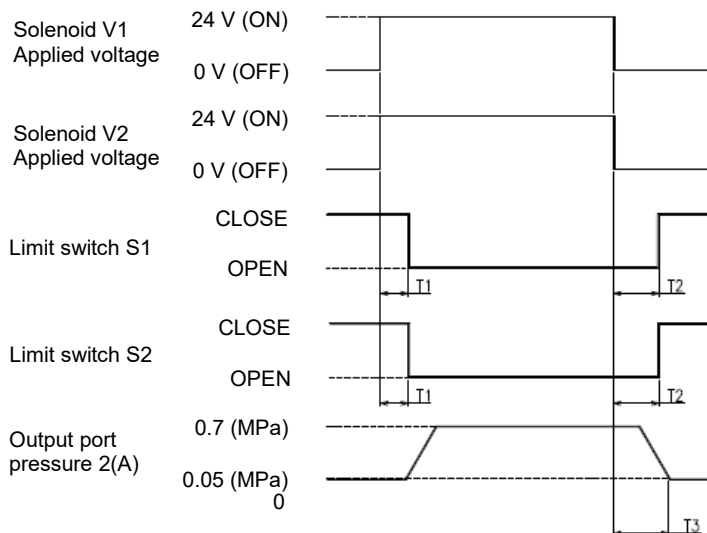 Solenoid V1
Applied voltage
24 V (ON)
0 V (OFF)
Solenoid V2
Applied voltage
24 V (ON)
0 V (OFF)
Limit switch S1
CLOSE
OPEN
T1
T2
Limit switch S2
CLOSE
OPEN
T1
T2
Output port
pressure 2(A)
0.7 (MPa)
0.05 (MPa)
0
T3